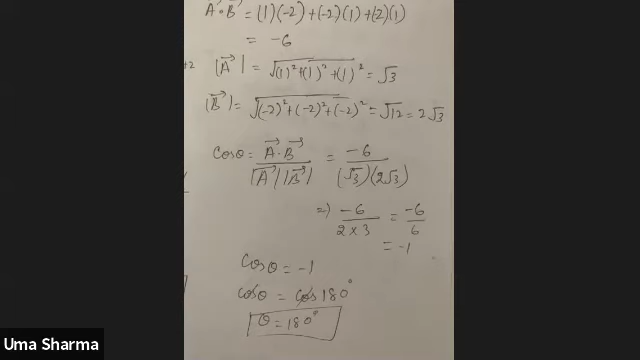 A⃗·B⃗ = (1)(-2)+(-2)(1)+(-2)(1)
= -6
|A⃗| = √(1)²+(1)²+(1)² = √3
|B⃗| = √(-2)²+(-2)²+(-2)² = √12 = 2√3
Cosθ = A⃗·B⃗ / |A⃗||B⃗| = -6 / (√3)(2√3)
=) -6 / 2×3 = -6 / 6
= -1
Cosθ = -1
cosθ = cos180°
θ = 180°
Uma Sharma